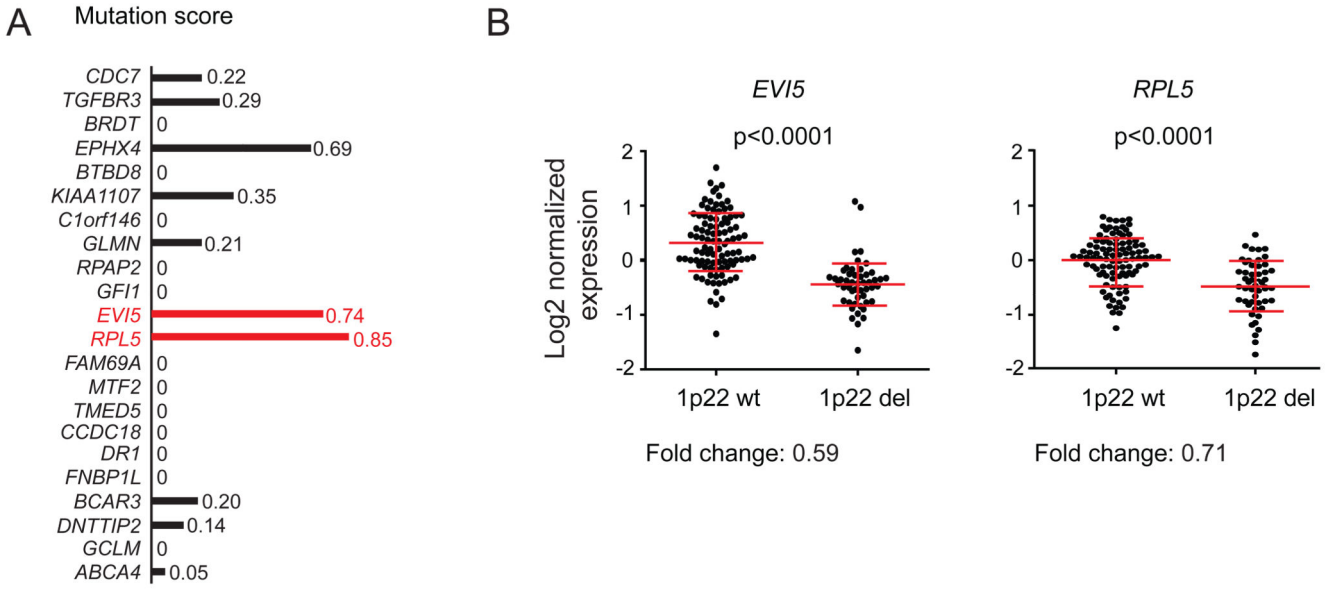 A
Mutation score
CDC7 0.22
TGFBR3 0.29
BRDT 0
EPHX4 0.69
BTBD8 0
KIAA1107 0.35
C1orf146 0
GLMN 0.21
RPAP2 0
GFI1 0
EVI5 0.74
RPL5 0.85
FAM69A 0
MTF2 0
TMED5 0
CCDC18 0
DR1 0
FNBP1L 0
BCAR3 0.20
DNTTIP2 0.14
GCLM 0
ABCA4 0.05
B
EVI5
p<0.0001
Log2 normalized
expression
2
1
0
-1
-2
1p22 wt 1p22 del
Fold change: 0.59
RPL5
p<0.0001
2
1
0
-1
-2
1p22 wt 1p22 del
Fold change: 0.71